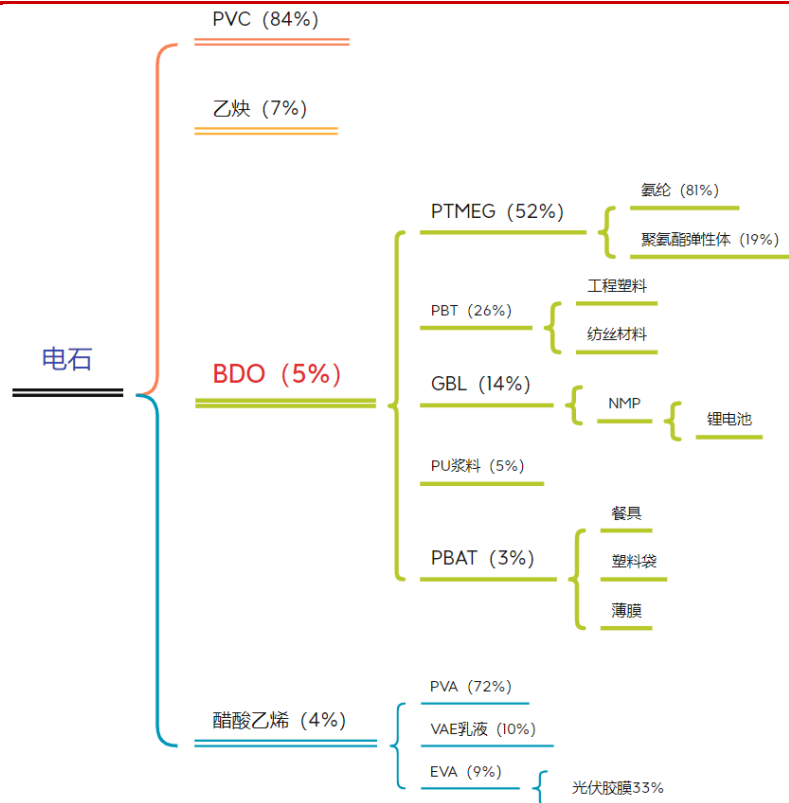 PVC（84%）
乙炔（7%）
电石
BDO（5%）
PTMEG（52%）
氨纶（81%）
聚氨酯弹性体（19%）
PBT（26%）
工程塑料
纺丝材料
GBL（14%）
NMP
锂电池
PU浆料（5%）
PBAT（3%）
餐具
塑料袋
薄膜
醋酸乙烯（4%）
PVA（72%）
VAE乳液（10%）
EVA（9%）
光伏胶膜33%